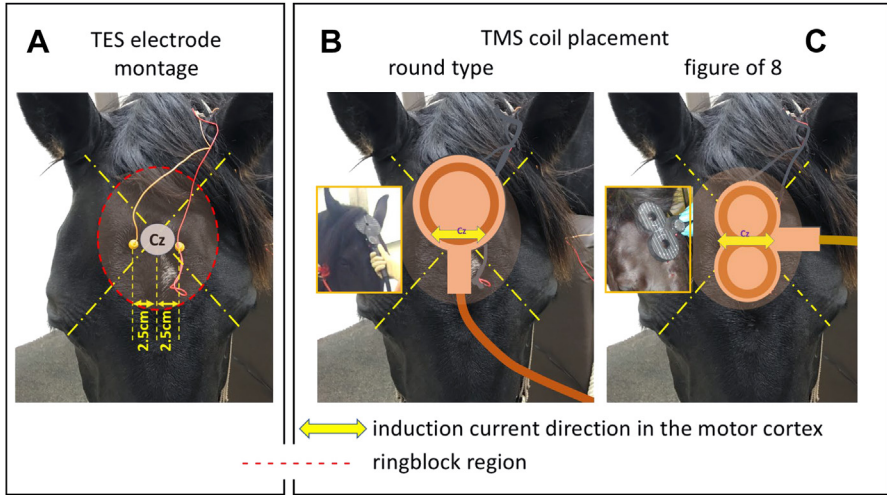 A
TES electrode
montage
Cz
2.5cm
2.5cm
B
TMS coil placement
C
round type
figure of 8
Cz
Cz
induction current direction in the motor cortex
ringblock region